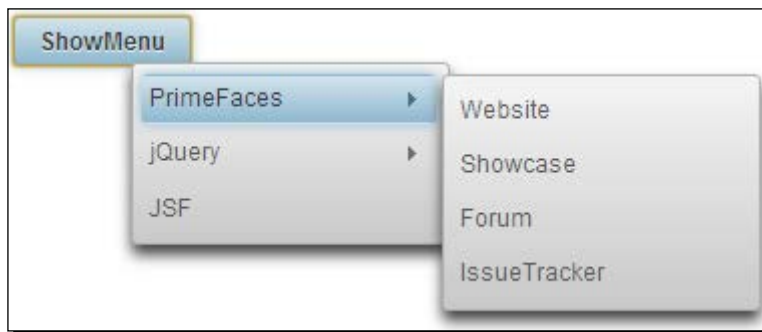 ShowMenu
PrimeFaces
jQuery
JSF
Website
Showcase
Forum
IssueTracker